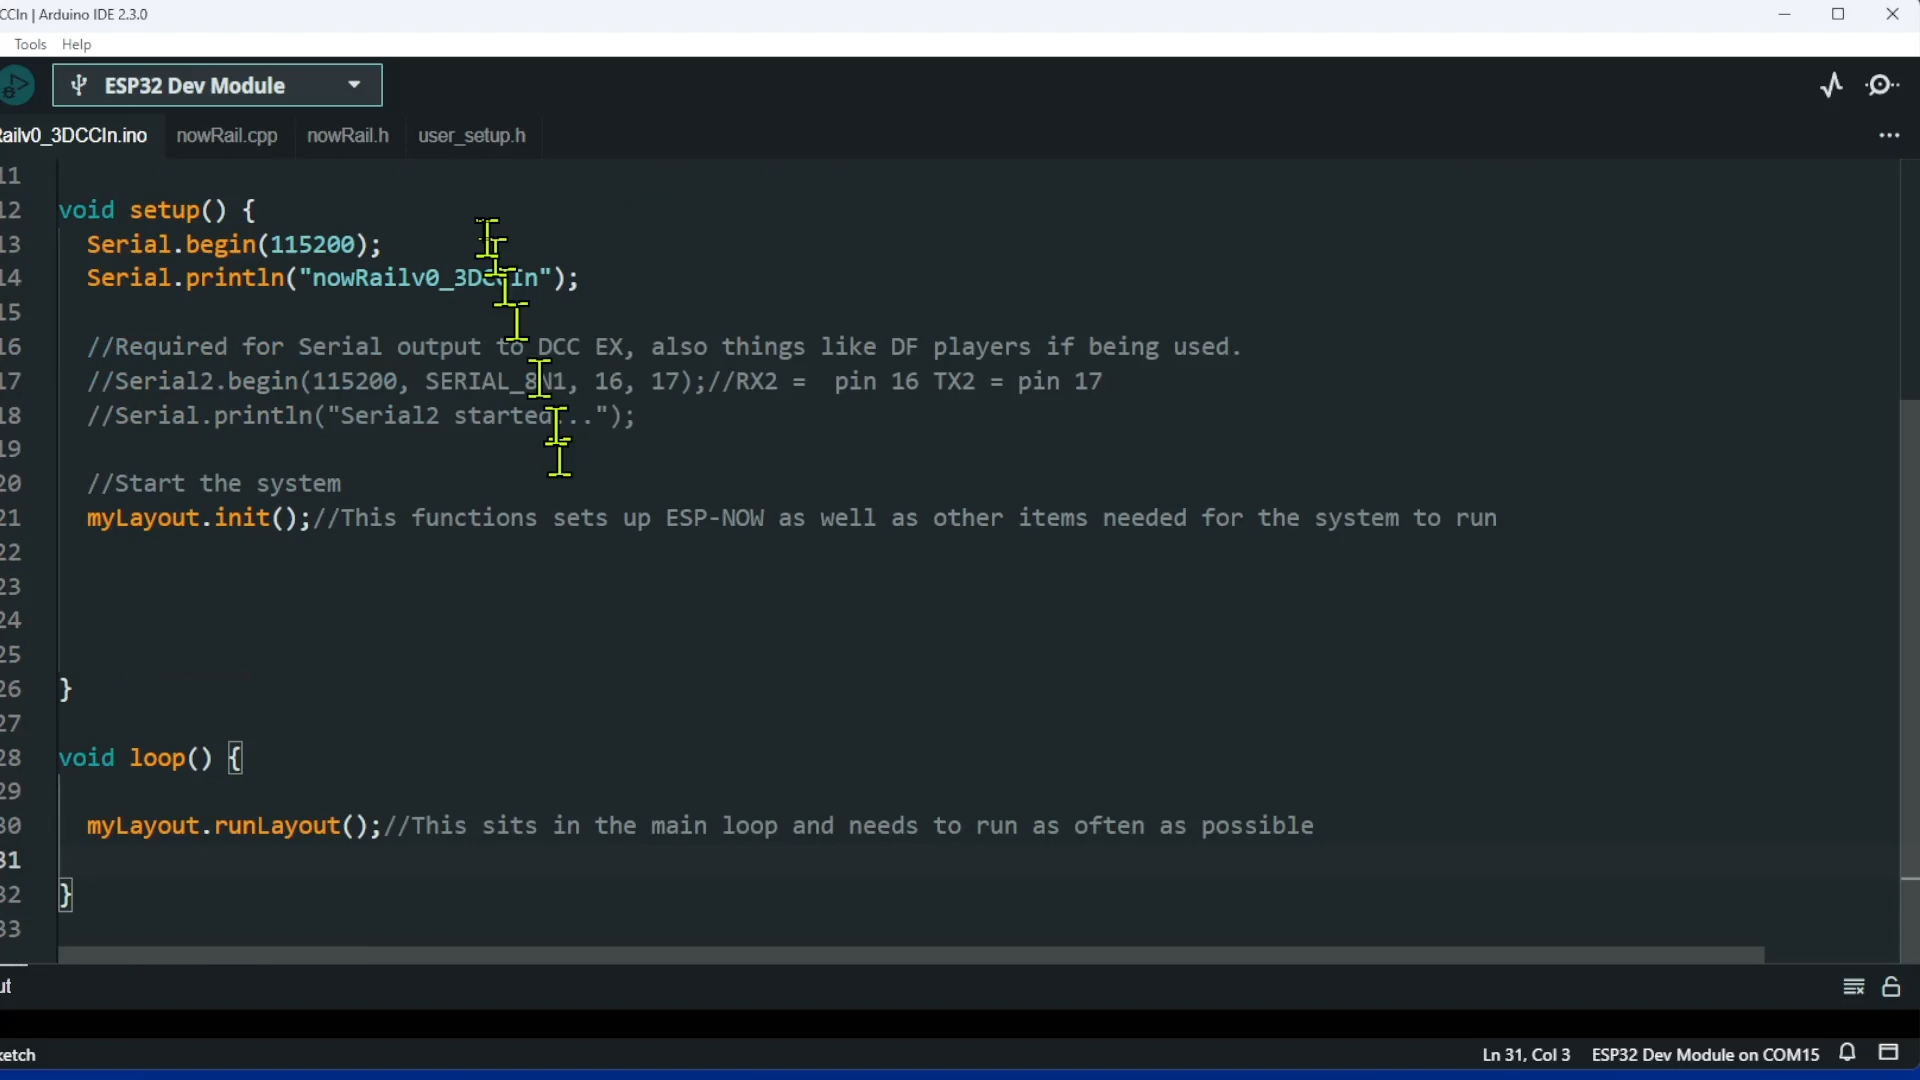 CCIn | Arduino IDE 2.3.0
Tools Help
ESP32 Dev Module
Railv0_3DCCIn.ino nowRail.cpp nowRail.h user_setup.h
11
12 void setup() {
13 Serial.begin(115200);
14 Serial.println("nowRailv0_3DCCIn");
15
16 //Required for Serial output to DCC EX, also things like DF players if being used.
17 //Serial2.begin(115200, SERIAL_8N1, 16, 17);//RX2 = pin 16 TX2 = pin 17
18 //Serial.println("Serial2 started...");
19
20 //Start the system
21 myLayout.init();//This functions sets up ESP-NOW as well as other items needed for the system to run
22
23
24
25
26 }
27
28 void loop() {
29
30 myLayout.runLayout();//This sits in the main loop and needs to run as often as possible
31
32 }
33
ut
ketch Ln 31, Col 3 ESP32 Dev Module on COM15